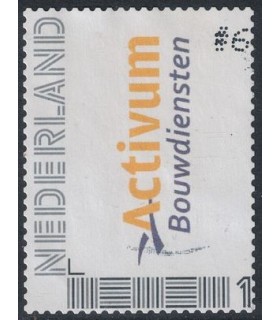 NEDERLAND
Activum
Bouwdiensten
1